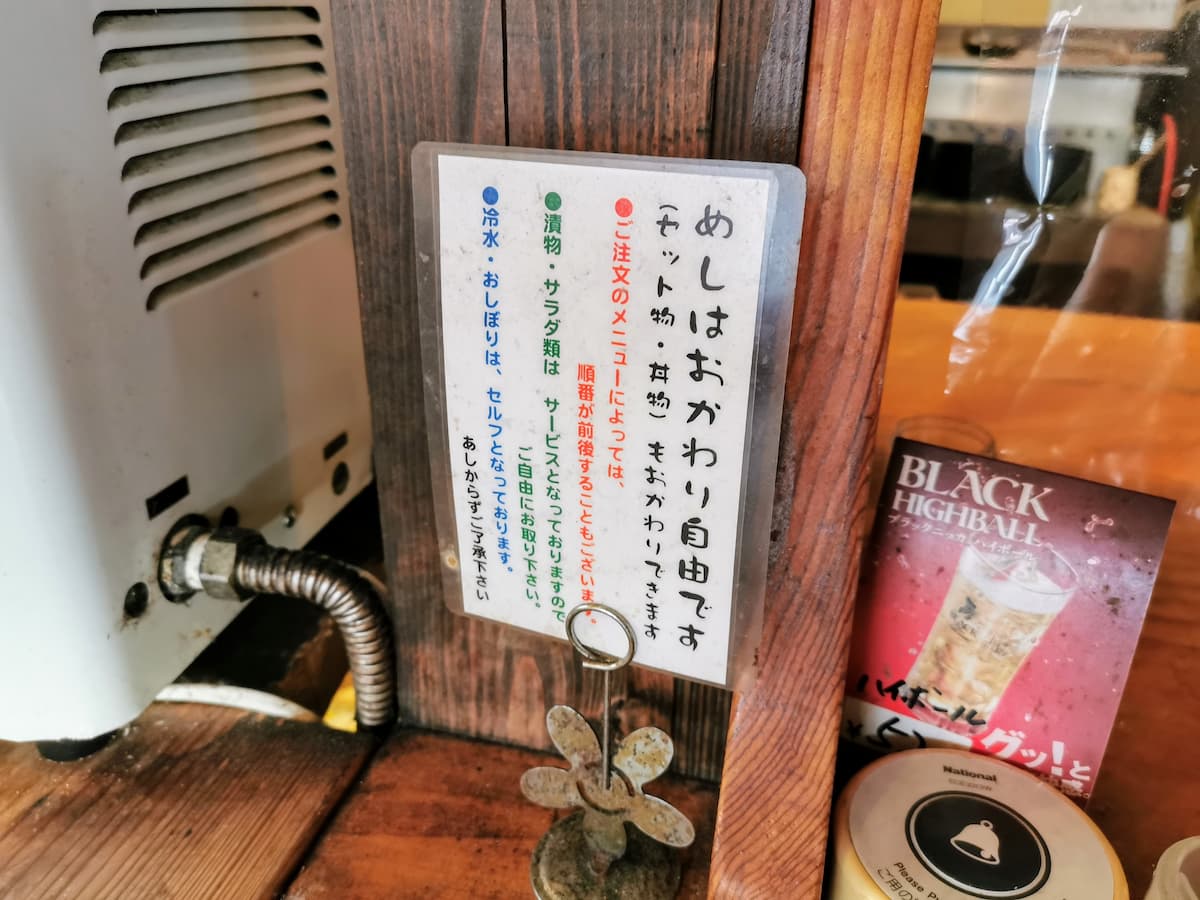 めしはおかわり自由です
(セット物・丼物)もおかわりできます
●ご注文のメニューによっては、
順番が前後することもございます。
●漬物・サラダ類は サービスとなっておりますので
ご自由にお取り下さい。
●冷水・おしぼりは、セルフとなっております。
あしからずご了承下さい
BLACK
HIGHBALL
ブラックニッカ ハイボール
ハイボール
グッ!と
National
Please
ご用の